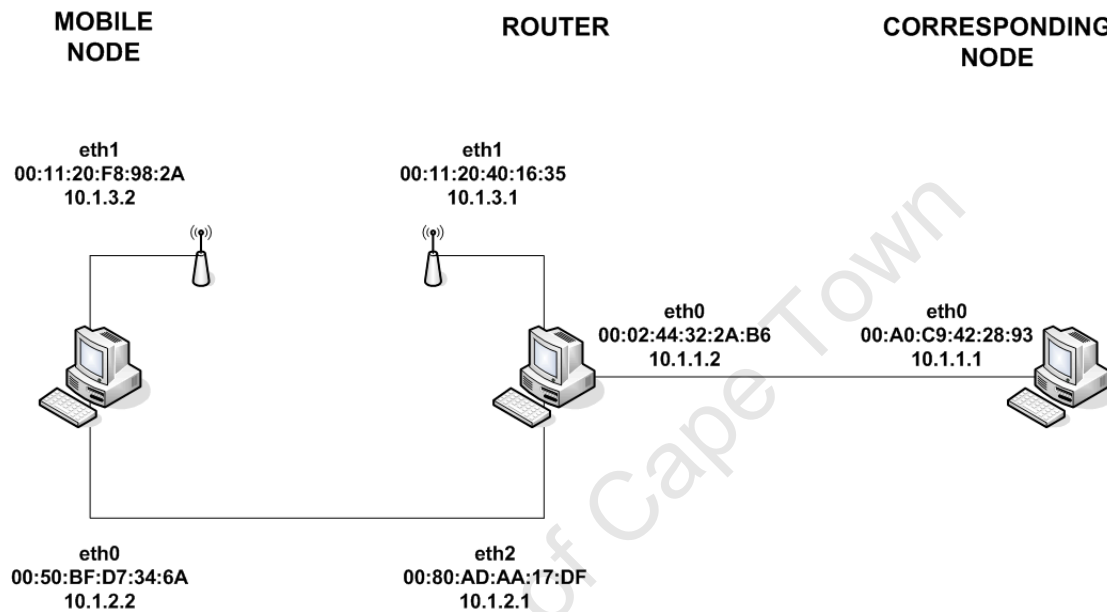 MOBILE
NODE
ROUTER
CORRESPONDING
NODE
eth1
00:11:20:F8:98:2A
10.1.3.2
eth1
00:11:20:40:16:35
10.1.3.1
eth0
00:02:44:32:2A:B6
10.1.1.2
eth0
00:A0:C9:42:28:93
10.1.1.1
eth0
00:50:BF:D7:34:6A
10.1.2.2
eth2
00:80:AD:AA:17:DF
10.1.2.1
of Cape Town